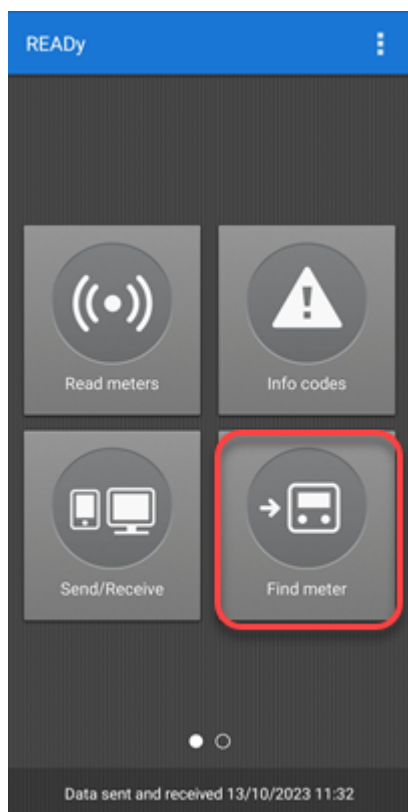 READy
Read meters
Info codes
Send/Receive
Find meter
Data sent and received 13/10/2023 11:32